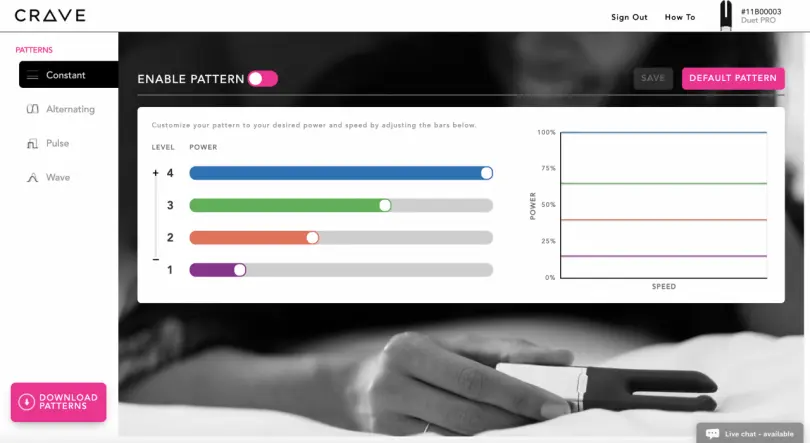 CRAVE
Sign Out
How To
#11B00003
Duet PRO
PATTERNS
Constant
Alternating
Pulse
Wave
DOWNLOAD
PATTERNS
ENABLE PATTERN
SAVE
DEFAULT PATTERN
Customize your pattern to your desired power and speed by adjusting the bars below.
LEVEL POWER
+ 4
3
2
−
1
100%
75%
50%
25%
0%
POWER
SPEED
Live chat - available